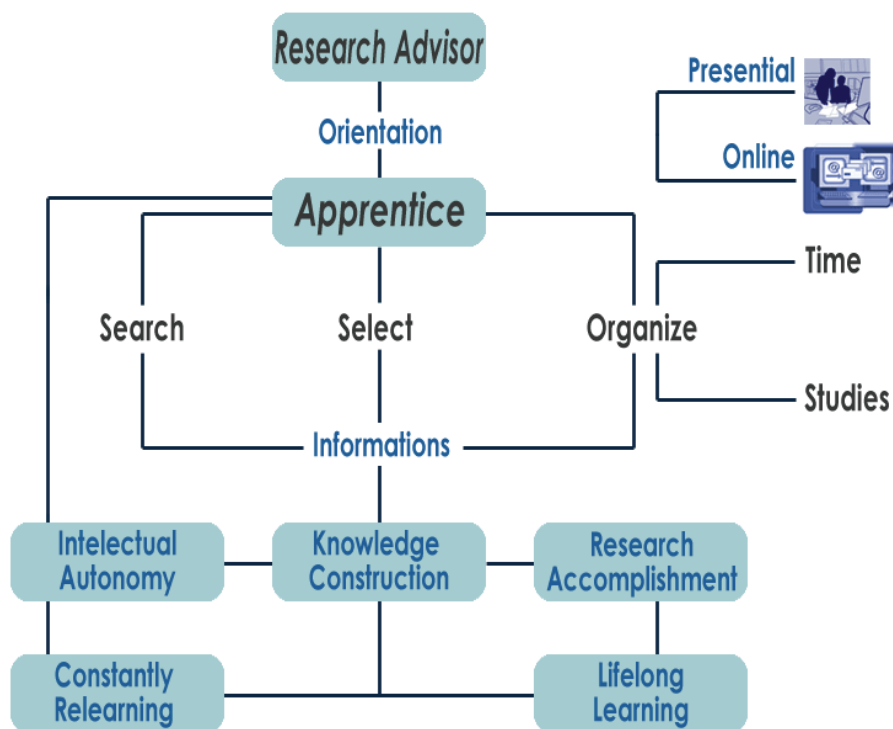 Research Advisor
Presential
Orientation
Online
Apprentice
Time
Search
Select
Organize
Studies
Informations
Intelectual
Autonomy
Knowledge
Construction
Research
Accomplishment
Constantly
Relearning
Lifelong
Learning